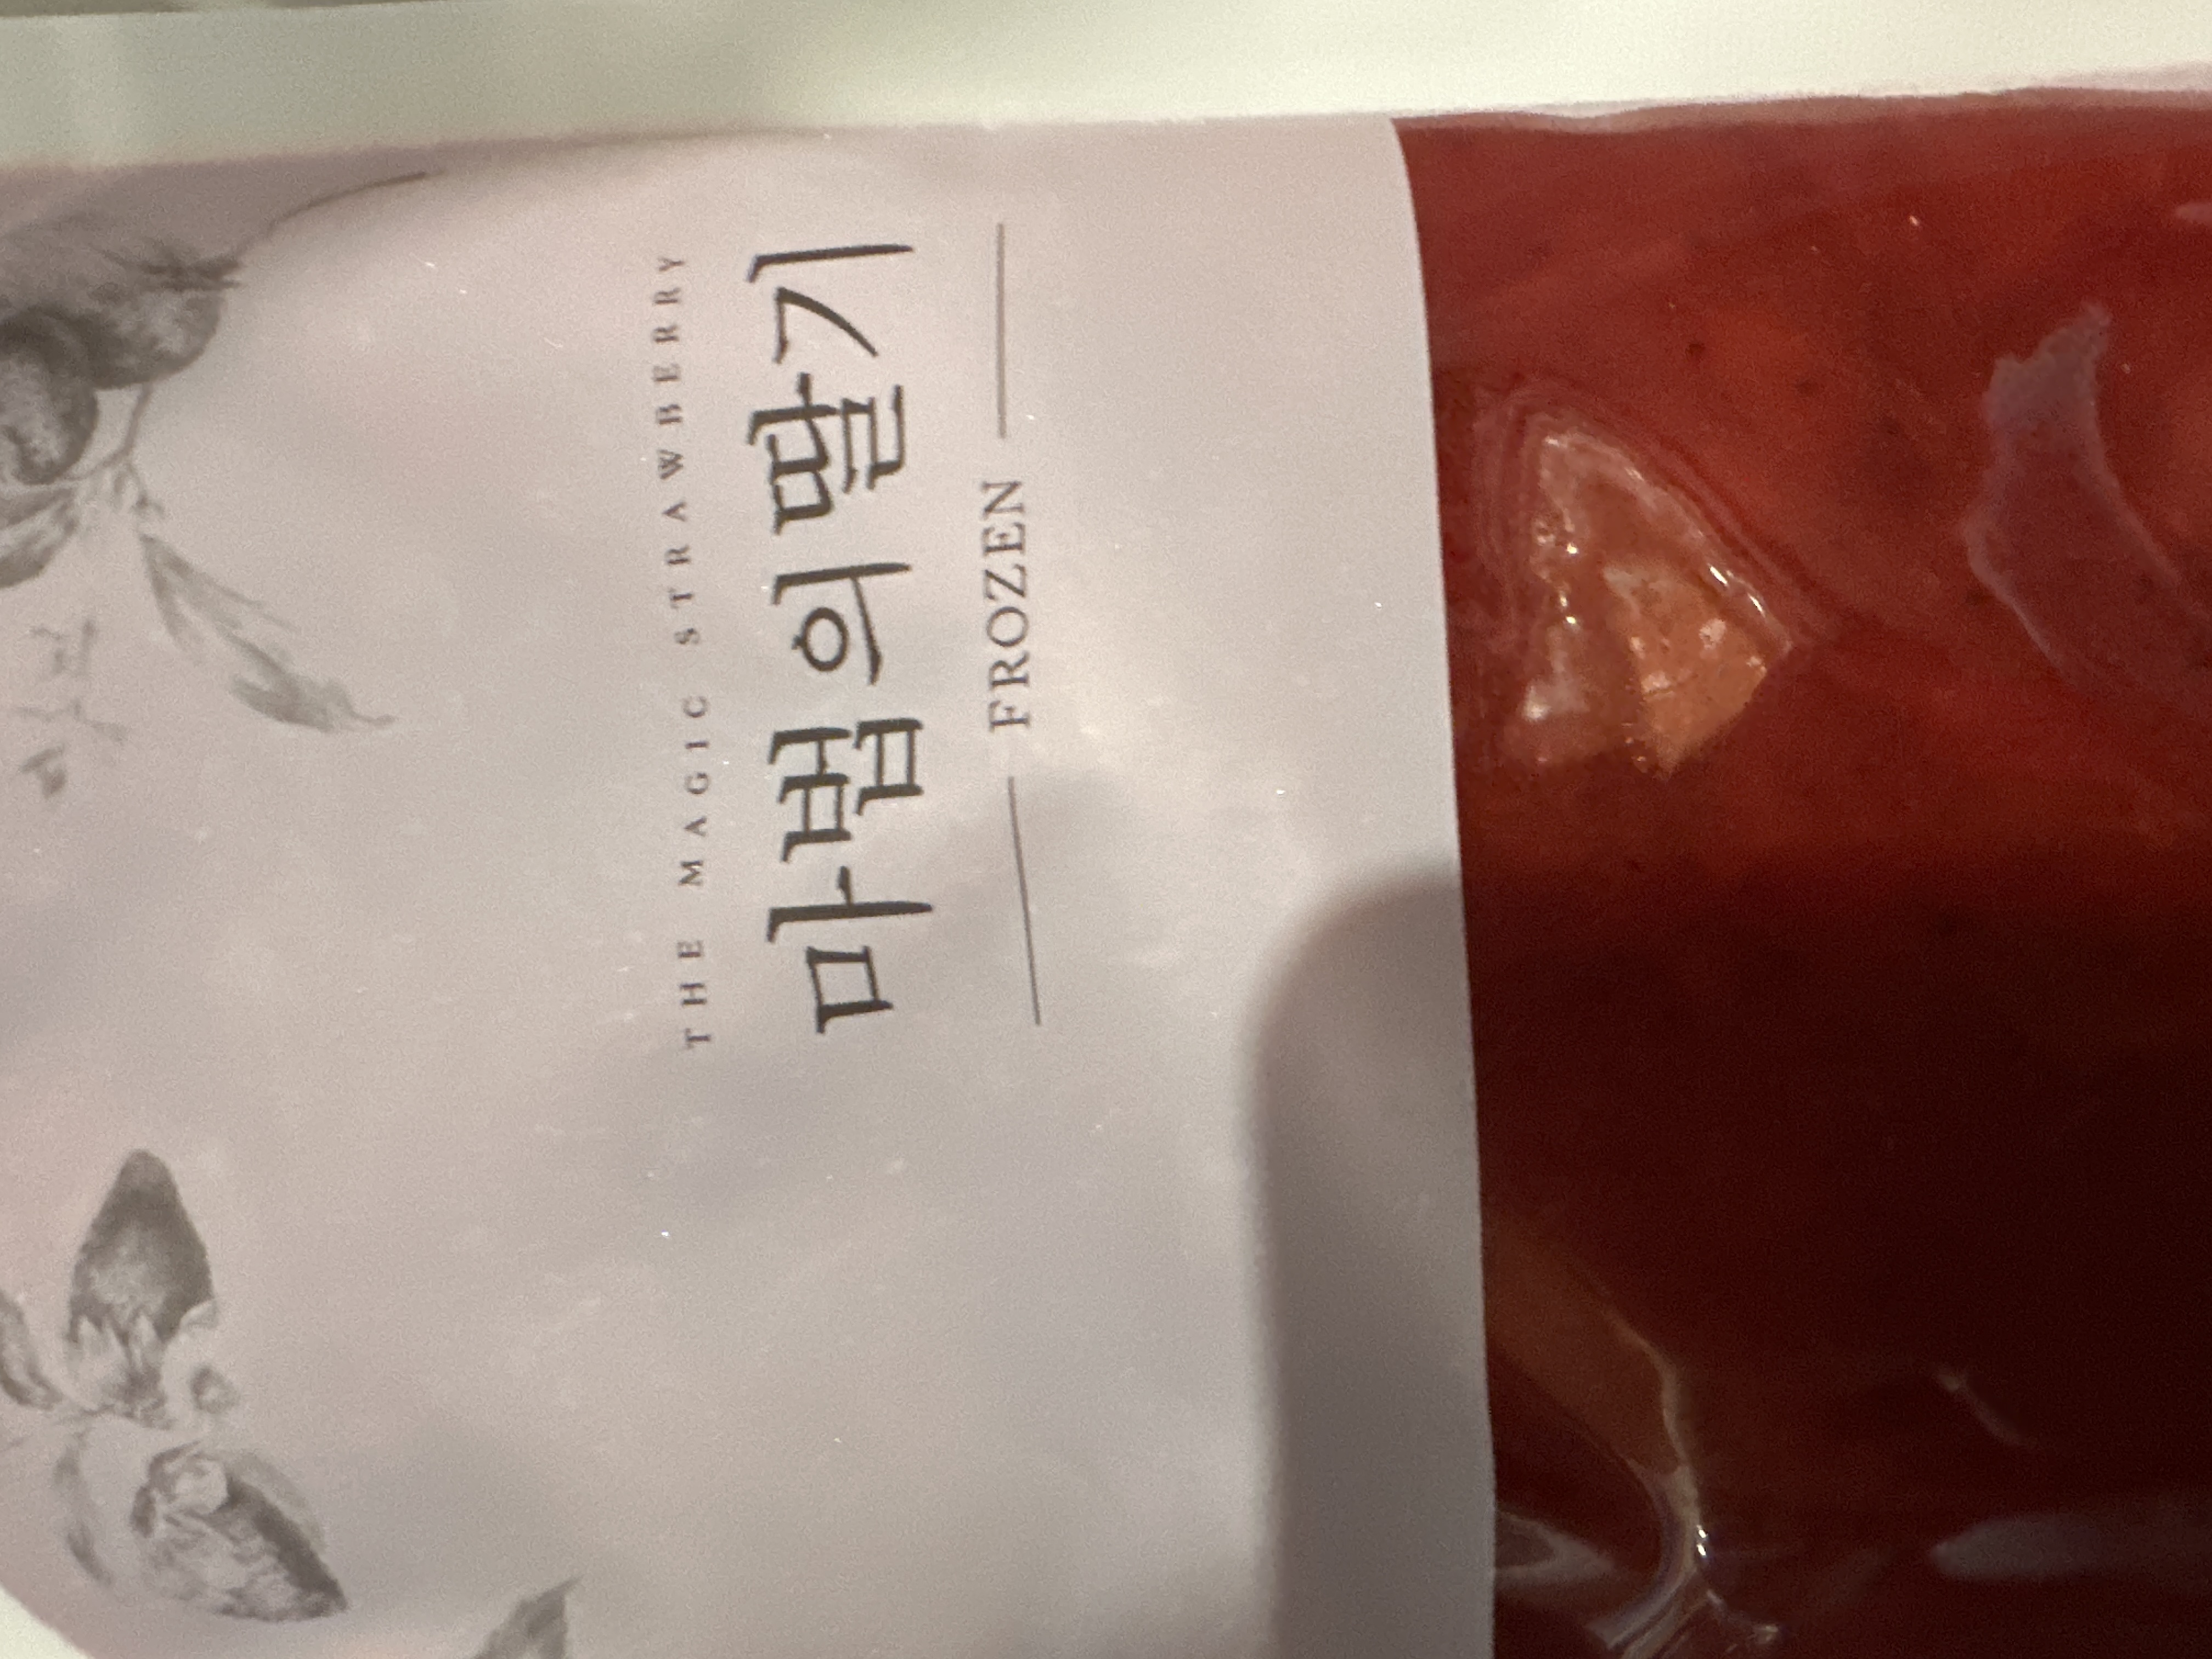 THE MAGIC STRAWBERRY
마법의딸기
FROZEN